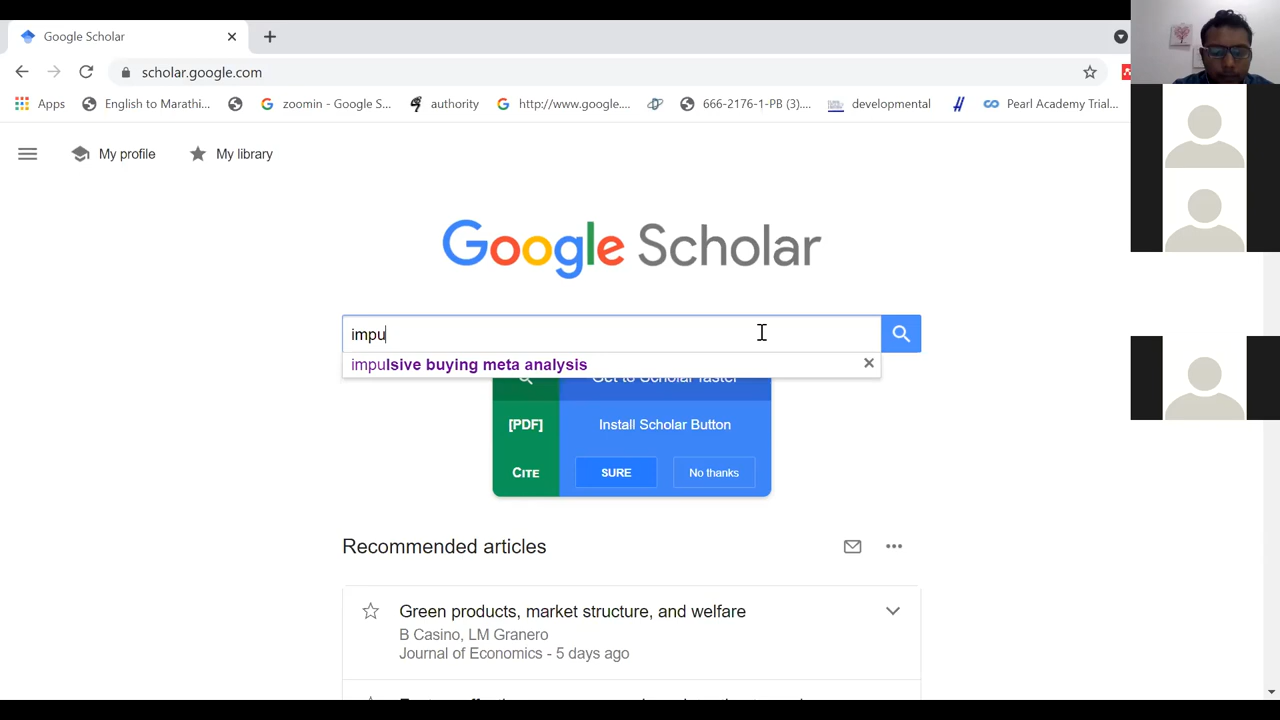 Google Scholar
scholar.google.com
Apps
English to Marathi...
zoomin - Google S...
authority
http://www.google....
66-2176-1-PB (3)....
developmental
Pearl Academy Trial...
My profile
My library
Google Scholar
impu
impulsive buying meta analysis
Get to Scholar faster
[PDF]
Install Scholar Button
CITE
SURE
No thanks
Recommended articles
Green products, market structure, and welfare
B Casino, LM Granero
Journal of Economics - 5 days ago